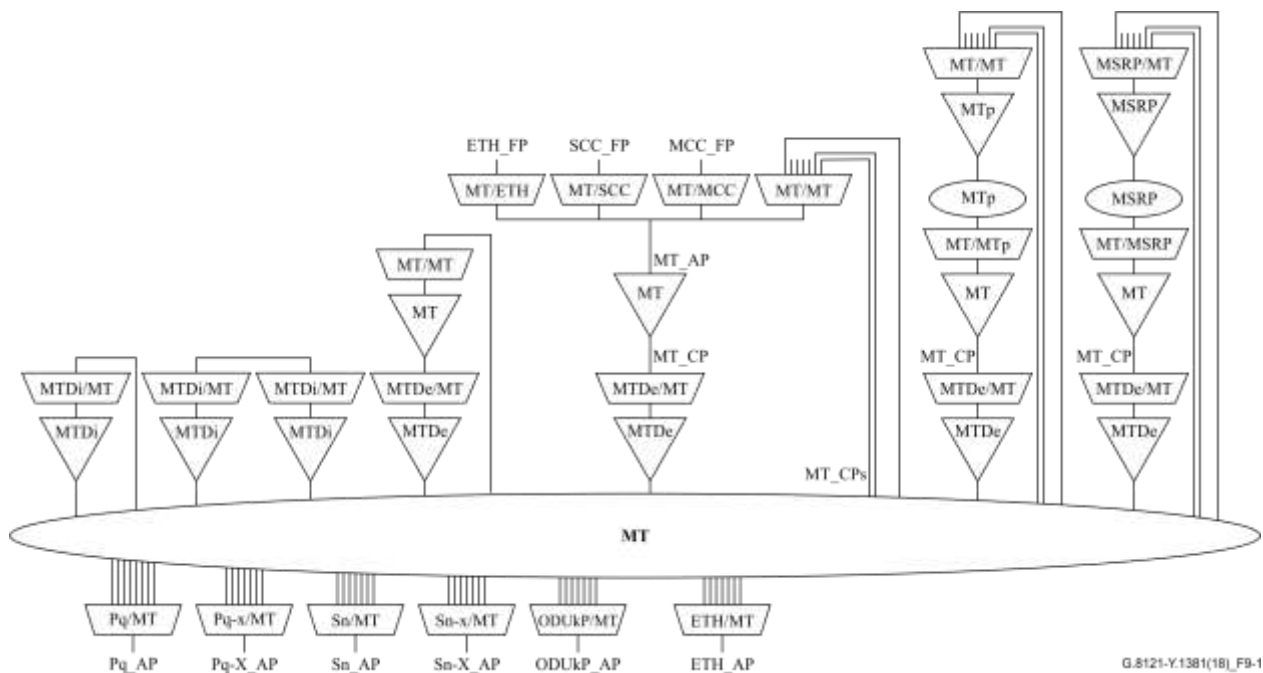 MT/MT MSRP/MT
MTp MSRP
ETH_FP SCC_FP MCC_FP
MT/ETH MT/SCC MT/MCC MT/MT
MTp MSRP
MT/MTp MT/MSRP
MT/MT MT_AP
MT MT MT
MT
MT_CP MT_CP MT_CP
MTDi/MT MTDi/MT MTDi/MT MTDe/MT MTDe/MT MTDe/MT MTDe/MT
MTDi MTDi MTDi MTDe MTDe MTDe MTDe
MT_CPs
MT
Pq/MT Pq-x/MT Sn/MT Sn-x/MT ODUkP/MT ETH/MT
Pq_AP Pq-X_AP Sn_AP Sn-X_AP ODUkP_AP ETH_AP
G.8121-Y.1381(18)_F9-1